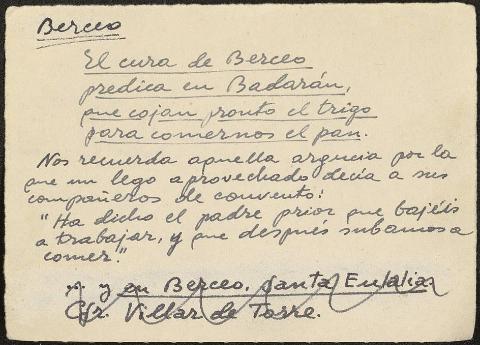 Berceo
El cura de Berceo
predica en Badarán,
que cojan pronto el trigo
para comernos el pan.
Nos recuerda aquella argucia por la
que un lego aprovechado decía a sus
compañeros de convento:
"Ha dicho el padre prior que bajéis
a trabajar, y que después subamos a
comer".
y en Berceo, Santa Eulalia.
Cfr. Villar de Torre.